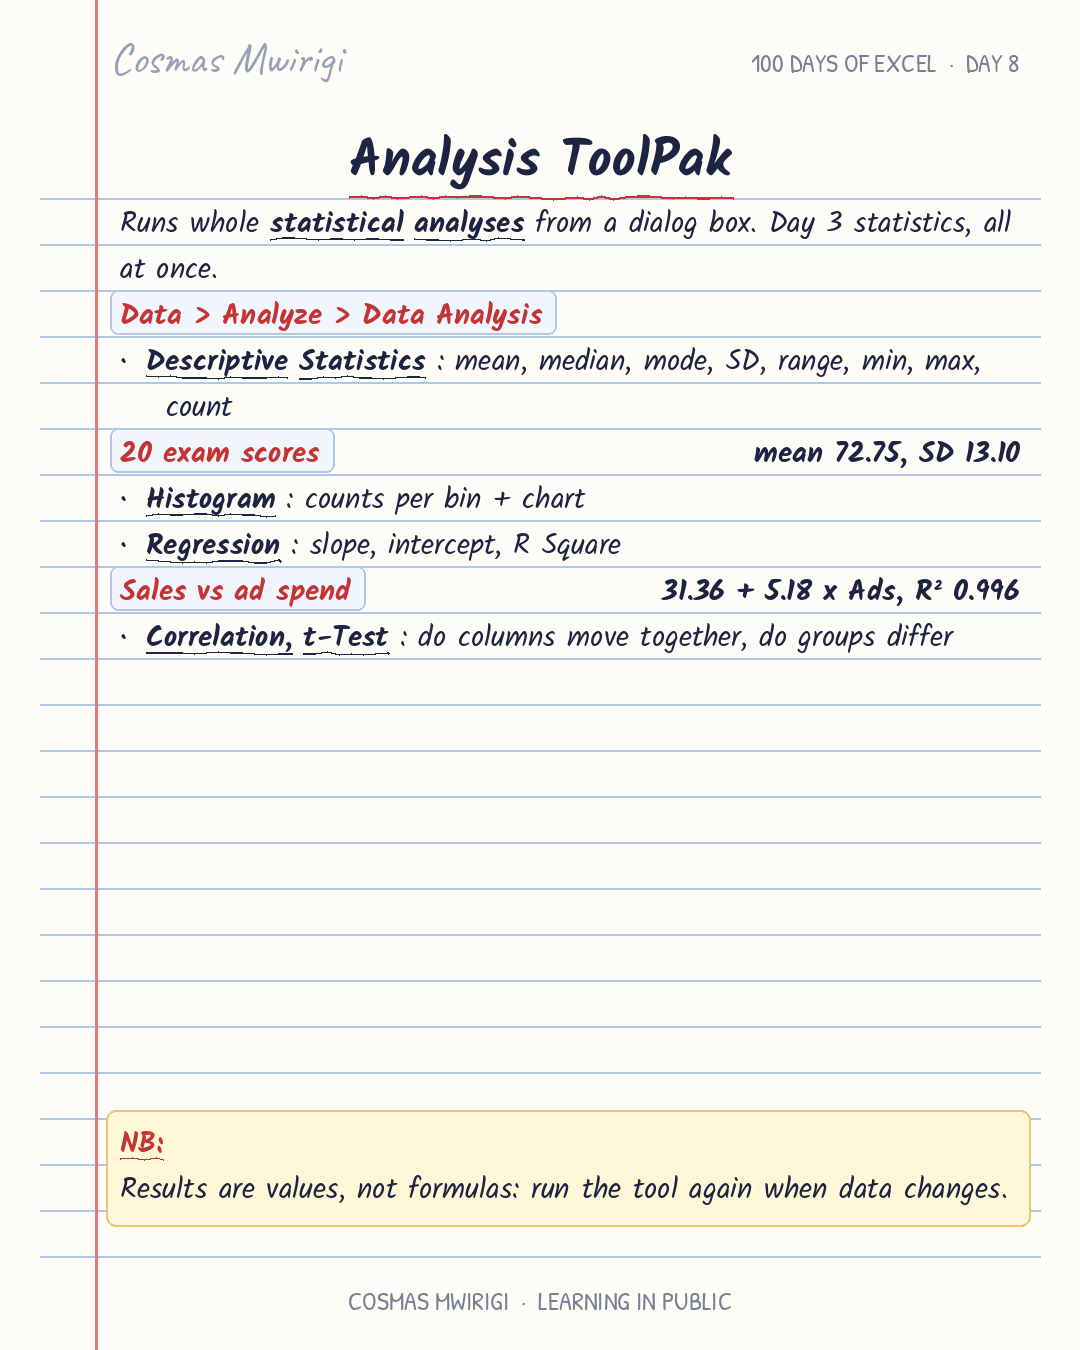 Cosmas Mwirigi
100 DAYS OF EXCEL · DAY 8
Analysis ToolPak
Runs whole statistical analyses from a dialog box. Day 3 statistics, all
at once.
Data > Analyze > Data Analysis
· Descriptive Statistics : mean, median, mode, SD, range, min, max,
count
20 exam scores mean 72.75, SD 13.10
· Histogram : counts per bin + chart
· Regression : slope, intercept, R Square
Sales vs ad spend 31.36 + 5.18 x Ads, R² 0.996
· Correlation, t-Test : do columns move together, do groups differ
NB:
Results are values, not formulas: run the tool again when data changes.
COSMAS MWIRIGI · LEARNING IN PUBLIC